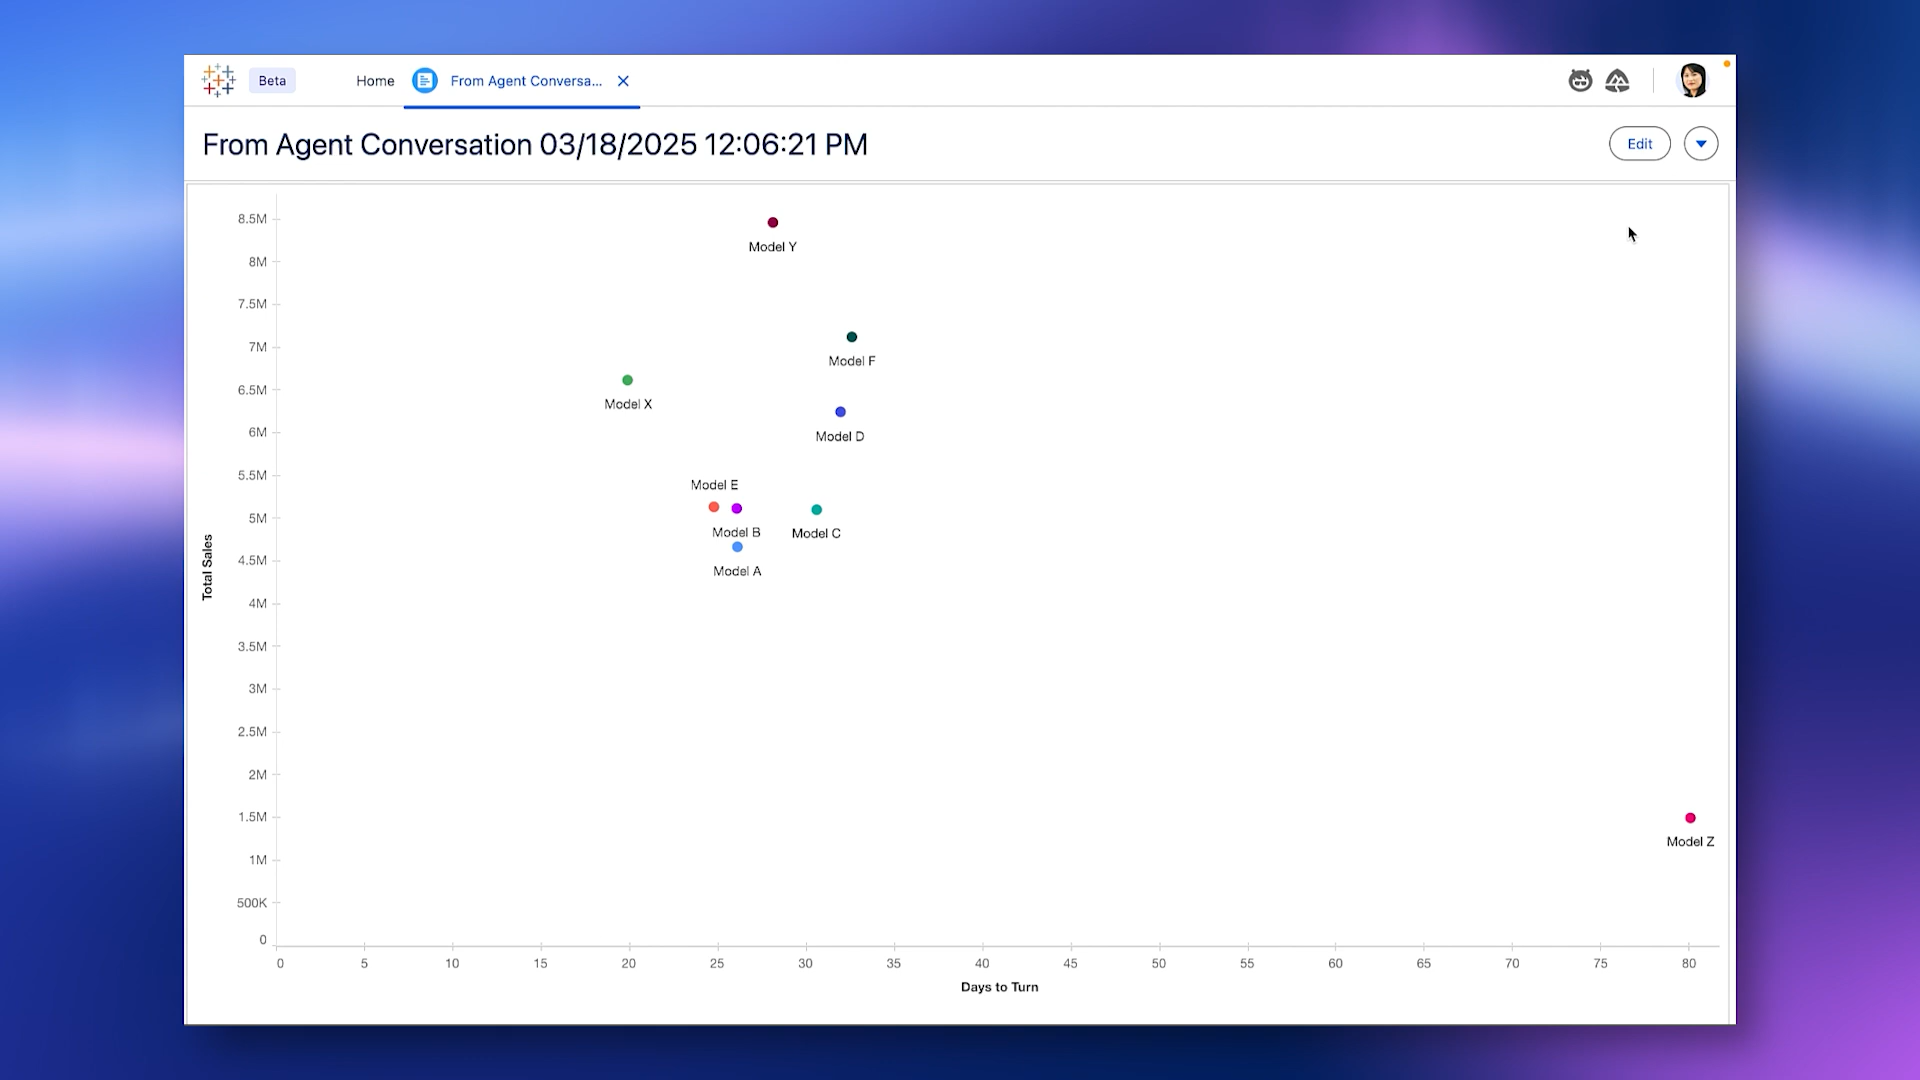 Beta
Home
From Agent Conversa...
From Agent Conversation 03/18/2025 12:06:21 PM
Edit
8.5M
8M
7.5M
7M
6.5M
6M
5.5M
5M
4.5M
4M
3.5M
3M
2.5M
2M
1.5M
1M
500K
0
Total Sales
Model Y
Model F
Model X
Model D
Model E
Model B
Model C
Model A
Model Z
0 5 10 15 20 25 30 35 40 45 50 55 60 65 70 75 80
Days to Turn